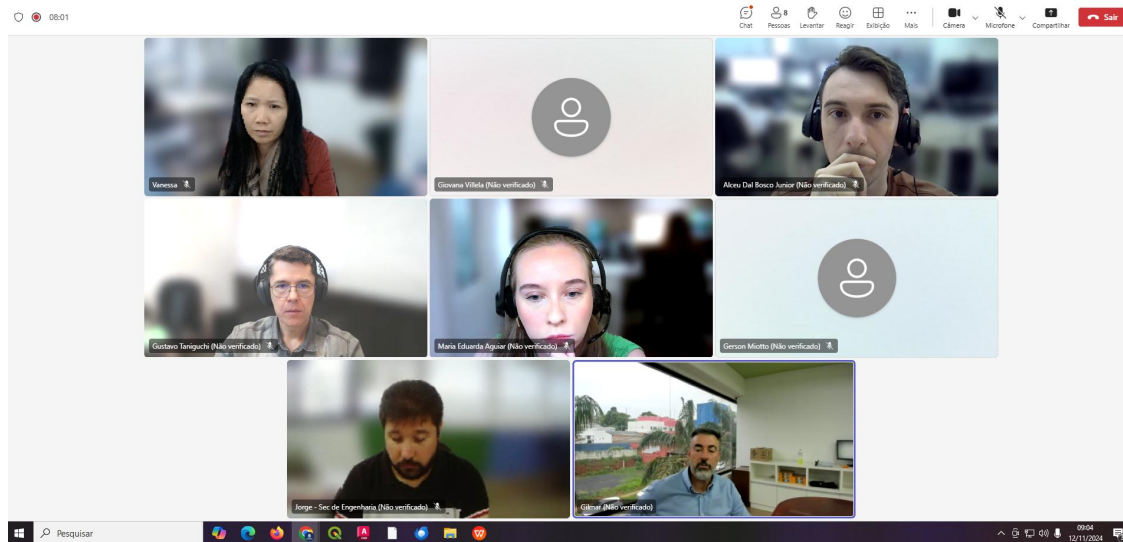 08:01
Chat
8
Pessoas
Levantar
Reagir
Exibição
Mais
Câmera
Microfone
Compartilhar
Sair
Vanessa
Giovana Villela (Não verificado)
Alceu Dal Bosco Junior (Não verificado)
Gustavo Taniguchi (Não verificado)
Maria Eduarda Aguiar (Não verificado)
Gerson Miotto (Não verificado)
Jorge - Sec de Engenharia (Não verificado)
Gilmar (Não verificado)
Pesquisar
09:04
12/11/2024